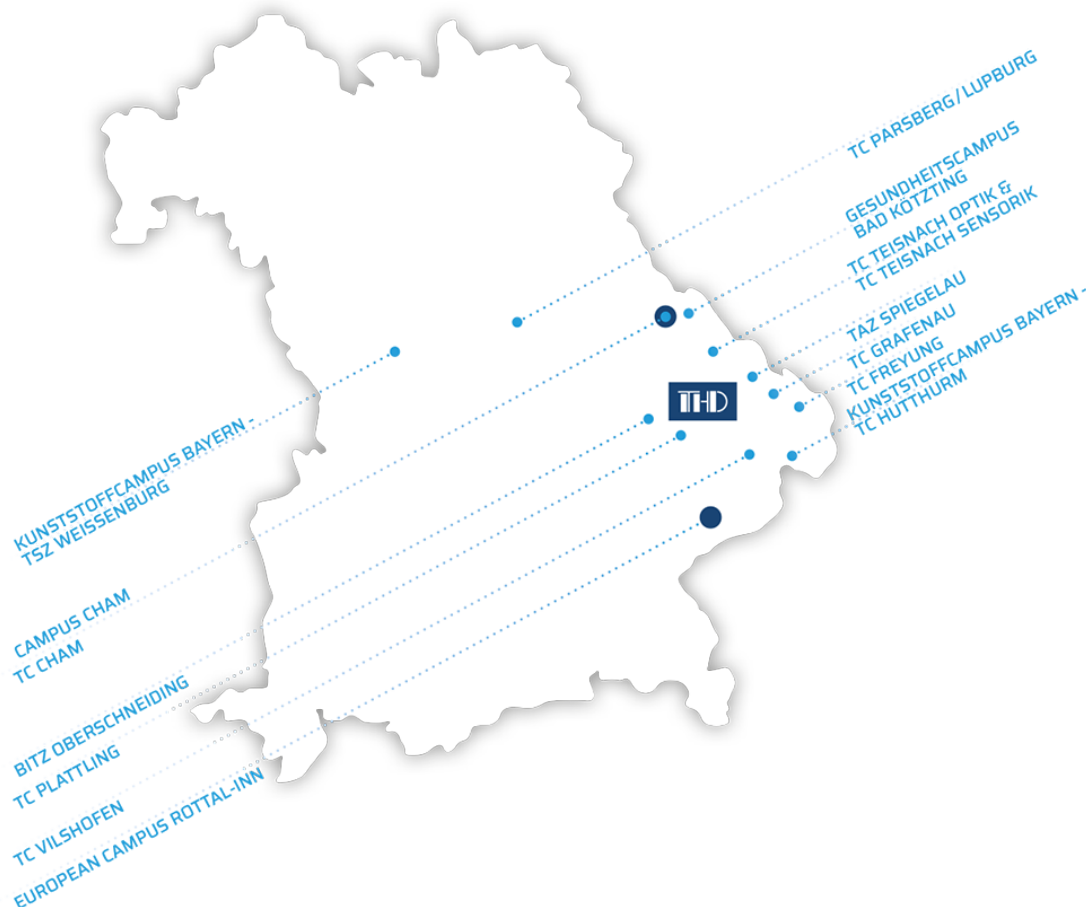 TC PARSBERG/LUPBURG
GESUNDHEITSCAMPUS
BAD KÖTZTING
TC TEISNACH OPTIK &
TC TEISNACH SENSORIK
TAZ SPIEGELAU
TC GRAFENAU
TC FREYUNG
KUNSTSTOFFCAMPUS BAYERN -
TC HUTTHURM
THD
KUNSTSTOFFCAMPUS BAYERN -
TSZ WEISSENBURG
CAMPUS CHAM
TC CHAM
BITZ OBERSCHNEIDING
TC PLATTLING
TC VILSHOFEN
EUROPEAN CAMPUS ROTTAL-INN